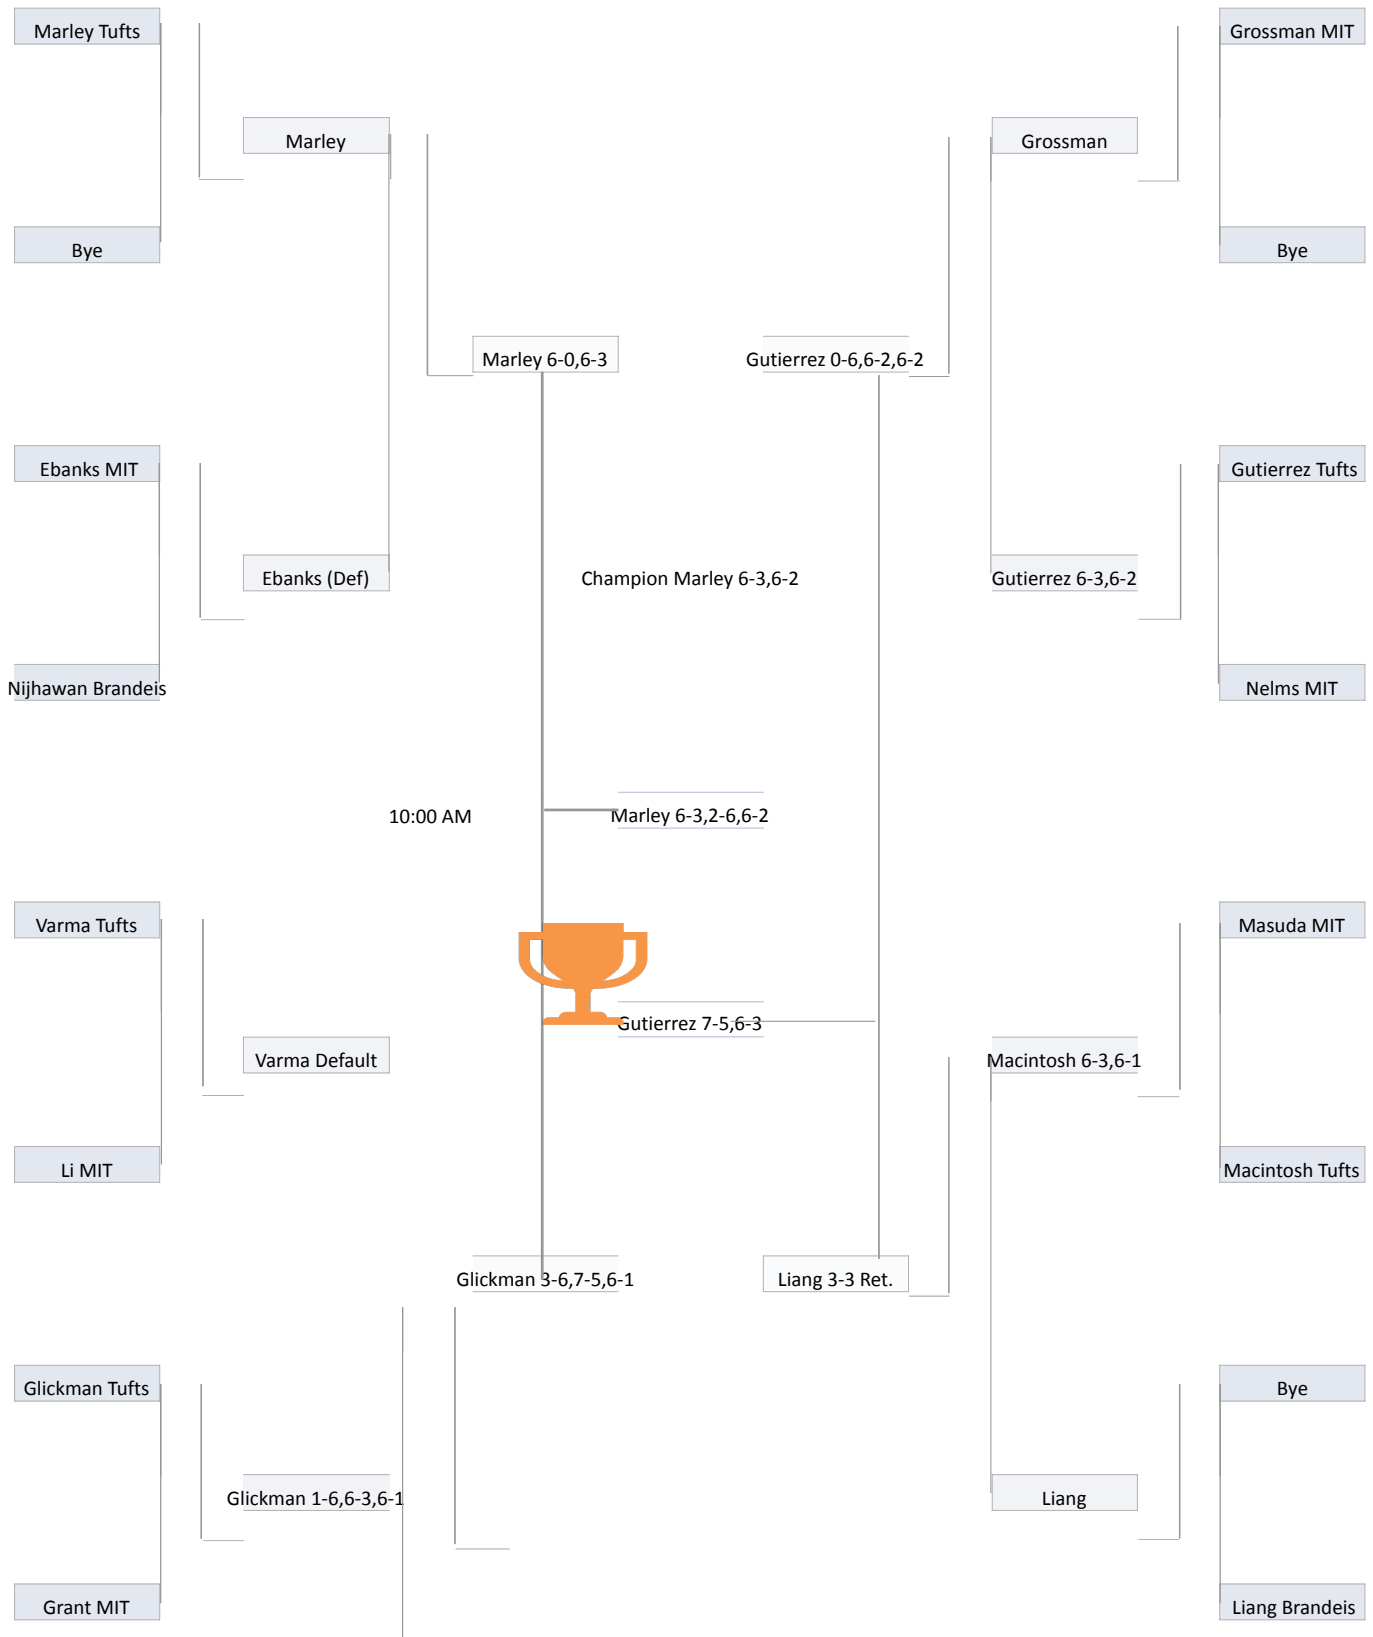 Marley Tufts
Grossman MIT
Marley
Grossman
Bye
Bye
Marley 6-0,6-3
Gutierrez 0-6,6-2,6-2
Ebanks MIT
Gutierrez Tufts
Ebanks (Def)
Champion Marley 6-3,6-2
Gutierrez 6-3,6-2
Nijhawan Brandeis
Nelms MIT
10:00 AM
Marley 6-3,2-6,6-2
Varma Tufts
Masuda MIT
Gutierrez 7-5,6-3
Varma Default
Macintosh 6-3,6-1
Li MIT
Macintosh Tufts
Glickman 3-6,7-5,6-1
Liang 3-3 Ret.
Glickman Tufts
Bye
Glickman 1-6,6-3,6-1
Liang
Grant MIT
Liang Brandeis